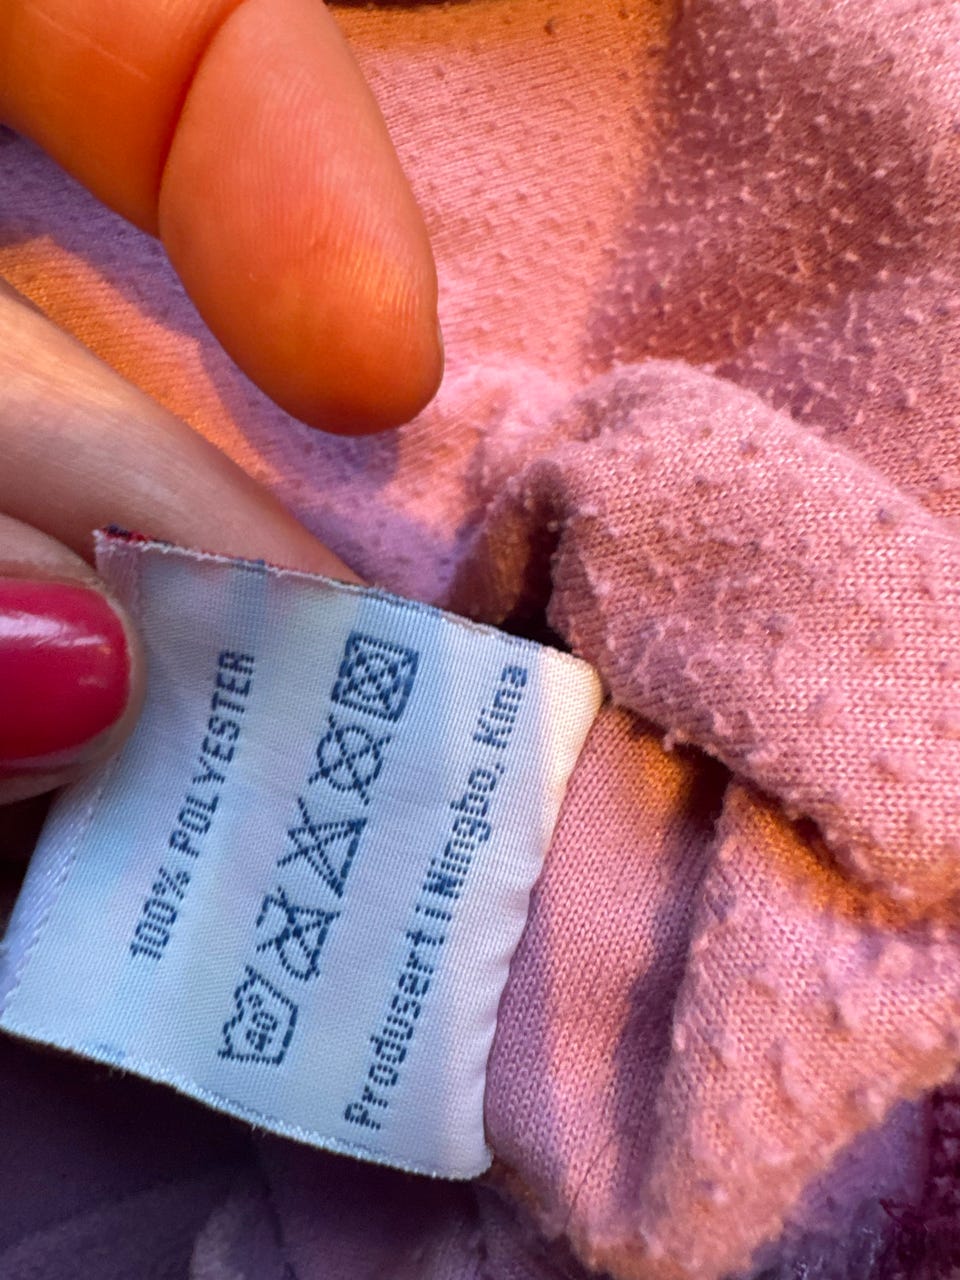 100% POLYESTER
40°
Produsert i Ningbo, Kina